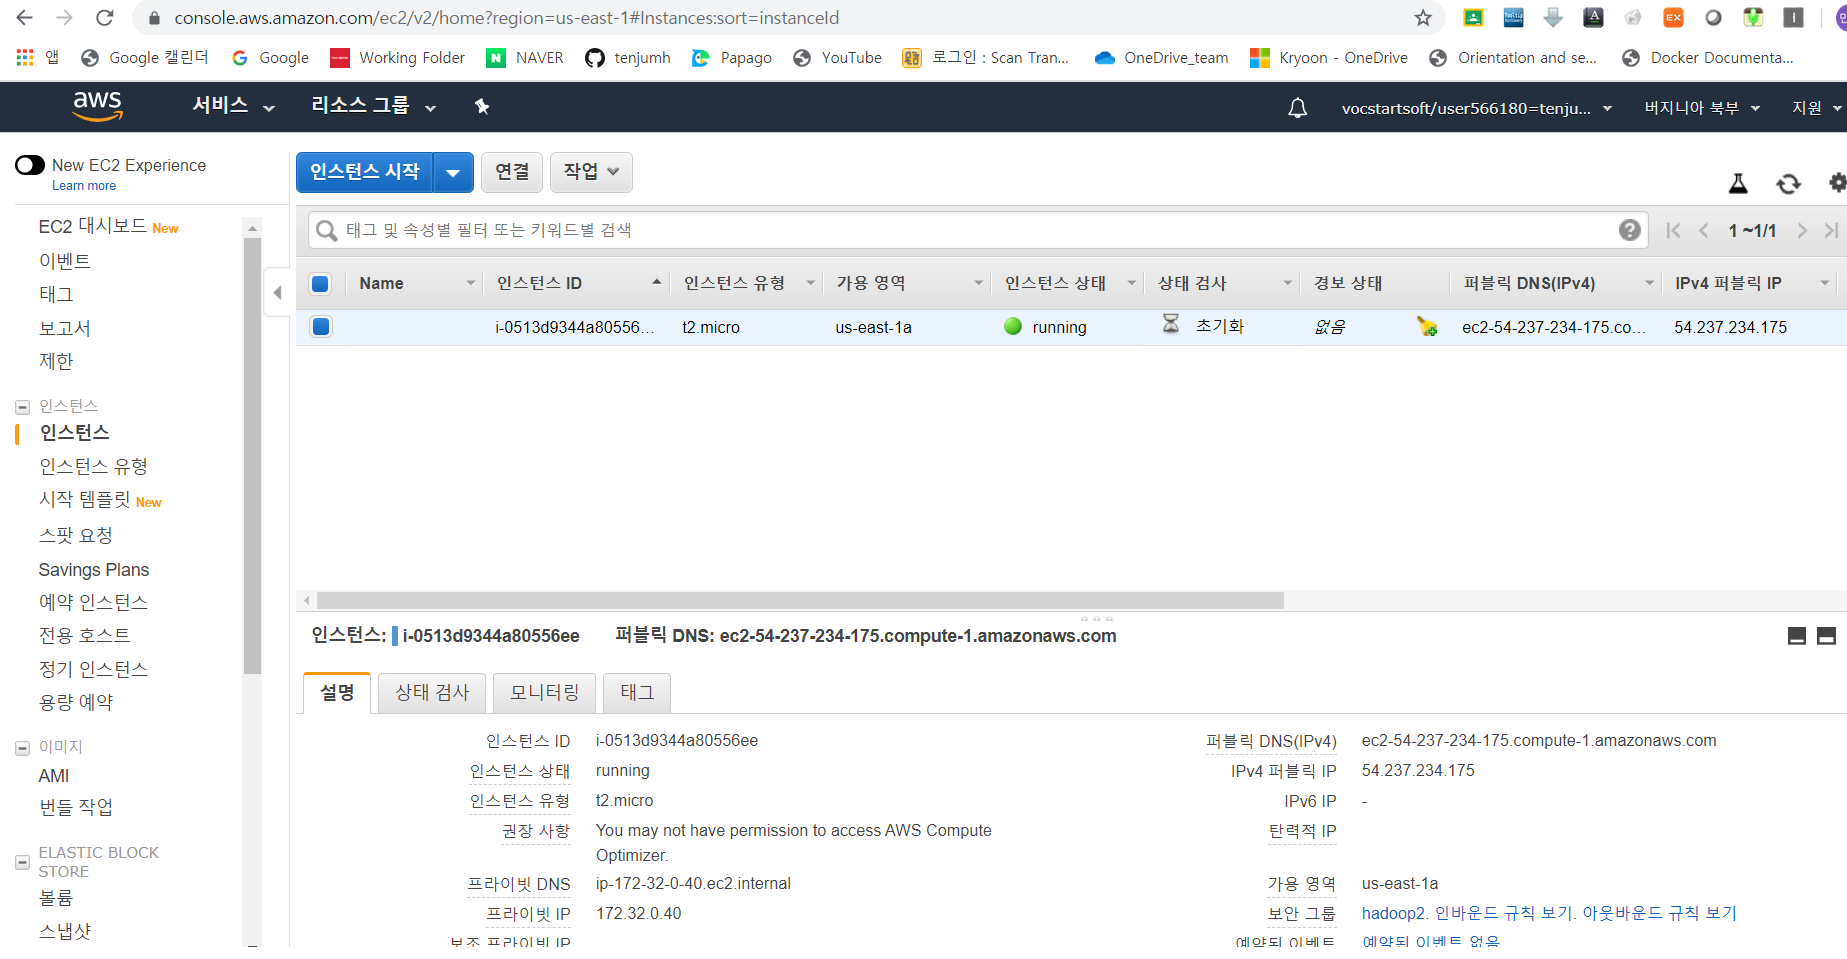 console.aws.amazon.com/ec2/v2/home?region=us-east-1#Instances:sort=instanceId
앱 Google 캘린더 Google Working Folder NAVER tenjumh Papago YouTube 로그인 : Scan Tran... OneDrive_team Kryoon - OneDrive Orientation and se... Docker Documenta...
aws 서비스 리소스 그룹 vocstartsoft/user566180=tenju... 버지니아 북부 지원
New EC2 Experience
Learn more
인스턴스 시작 연결 작업
태그 및 속성별 필터 또는 키워드별 검색 1 ~1/1
Name 인스턴스 ID 인스턴스 유형 가용 영역 인스턴스 상태 상태 검사 경보 상태 퍼블릭 DNS(IPv4) IPv4 퍼블릭 IP
i-0513d9344a80556... t2.micro us-east-1a running 초기화 없음 ec2-54-237-234-175.co... 54.237.234.175
EC2 대시보드 New
이벤트
태그
보고서
제한
인스턴스
인스턴스
인스턴스 유형
시작 템플릿 New
스팟 요청
Savings Plans
예약 인스턴스
전용 호스트
정기 인스턴스
용량 예약
이미지
AMI
번들 작업
ELASTIC BLOCK
STORE
볼륨
스냅샷
인스턴스: i-0513d9344a80556ee 퍼블릭 DNS: ec2-54-237-234-175.compute-1.amazonaws.com
설명 상태 검사 모니터링 태그
인스턴스 ID i-0513d9344a80556ee
인스턴스 상태 running
인스턴스 유형 t2.micro
권장 사항 You may not have permission to access AWS Compute
Optimizer.
프라이빗 DNS ip-172-32-0-40.ec2.internal
프라이빗 IP 172.32.0.40
보조 프라이빗 IP
퍼블릭 DNS(IPv4) ec2-54-237-234-175.compute-1.amazonaws.com
IPv4 퍼블릭 IP 54.237.234.175
IPv6 IP -
탄력적 IP
가용 영역 us-east-1a
보안 그룹 hadoop2. 인바운드 규칙 보기. 아웃바운드 규칙 보기
예약된 이벤트 예약된 이벤트 없음